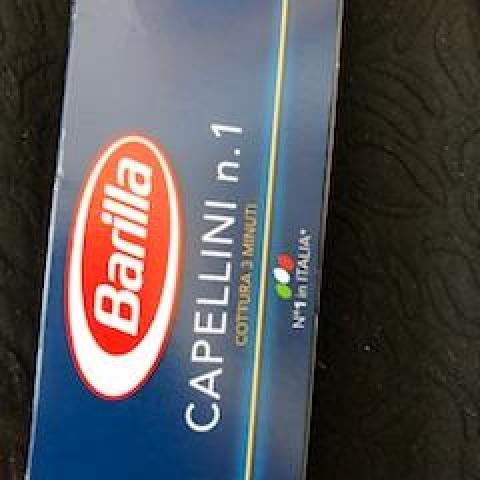 Barilla
CAPELLINI n.1
COTTURA 3 MINUTI
N°1 in ITALIA*